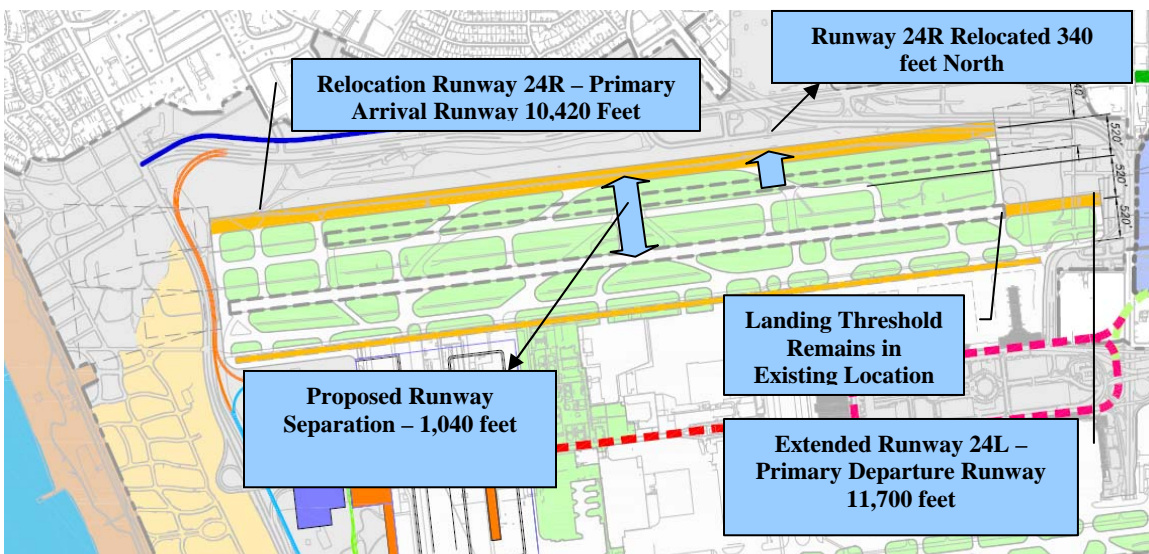 Runway 24R Relocated 340
feet North
Relocation Runway 24R – Primary
Arrival Runway 10,420 Feet
520'
520'
520'
Landing Threshold
Remains in
Existing Location
Proposed Runway
Separation – 1,040 feet
Extended Runway 24L –
Primary Departure Runway
11,700 feet